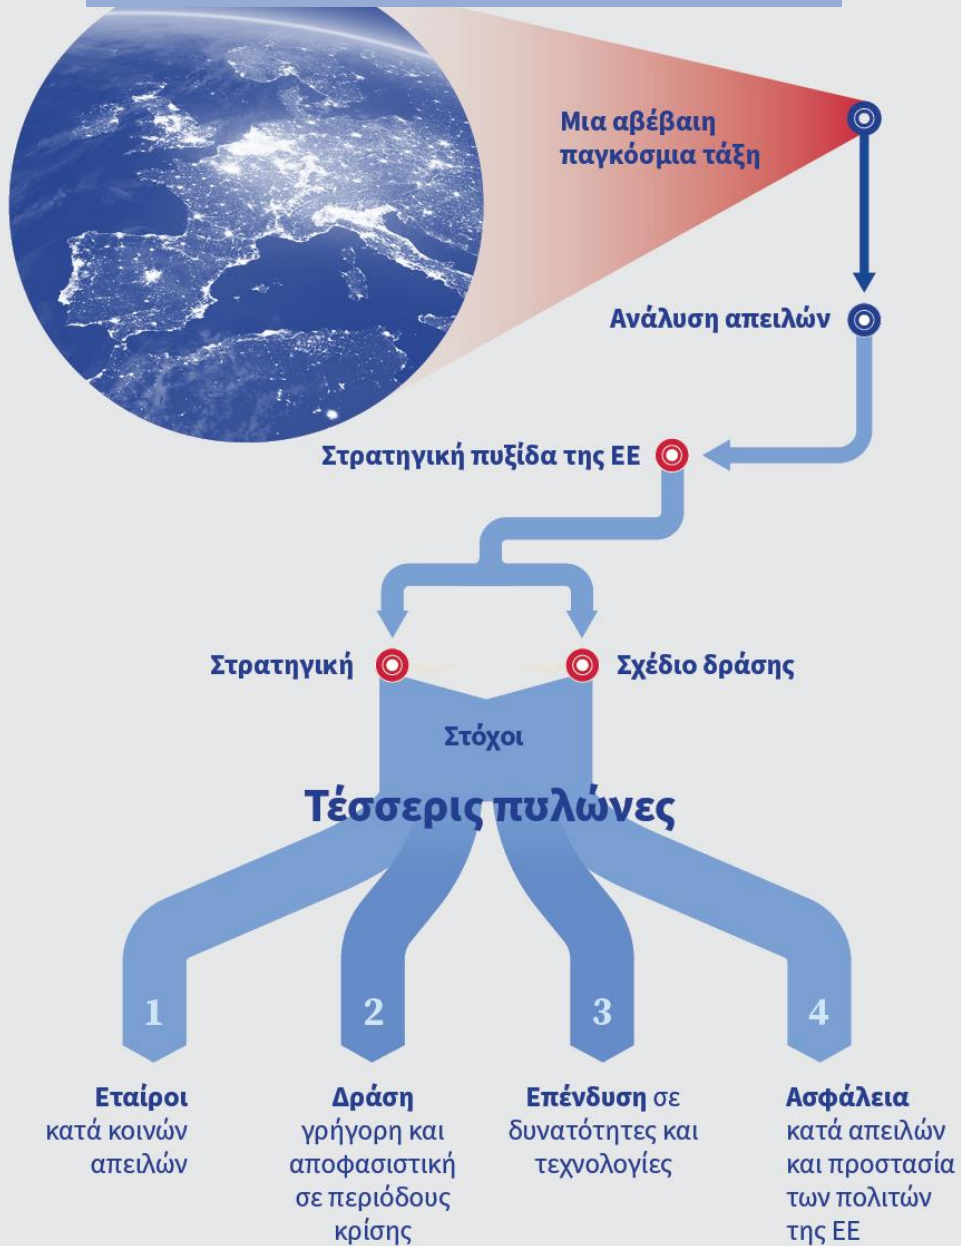 Μια αβέβαιη
παγκόσμια τάξη
Ανάλυση απειλών
Στρατηγική πυξίδα της ΕΕ
Στρατηγική
Σχέδιο δράσης
Στόχοι
Τέσσερις πυλώνες
1
Εταίροι
κατά κοινών
απειλών
2
Δράση
γρήγορη και
αποφασιστική
σε περιόδους
κρίσης
3
Επένδυση σε
δυνατότητες και
τεχνολογίες
4
Ασφάλεια
κατά απειλών
και προστασία
των πολιτών
της ΕΕ